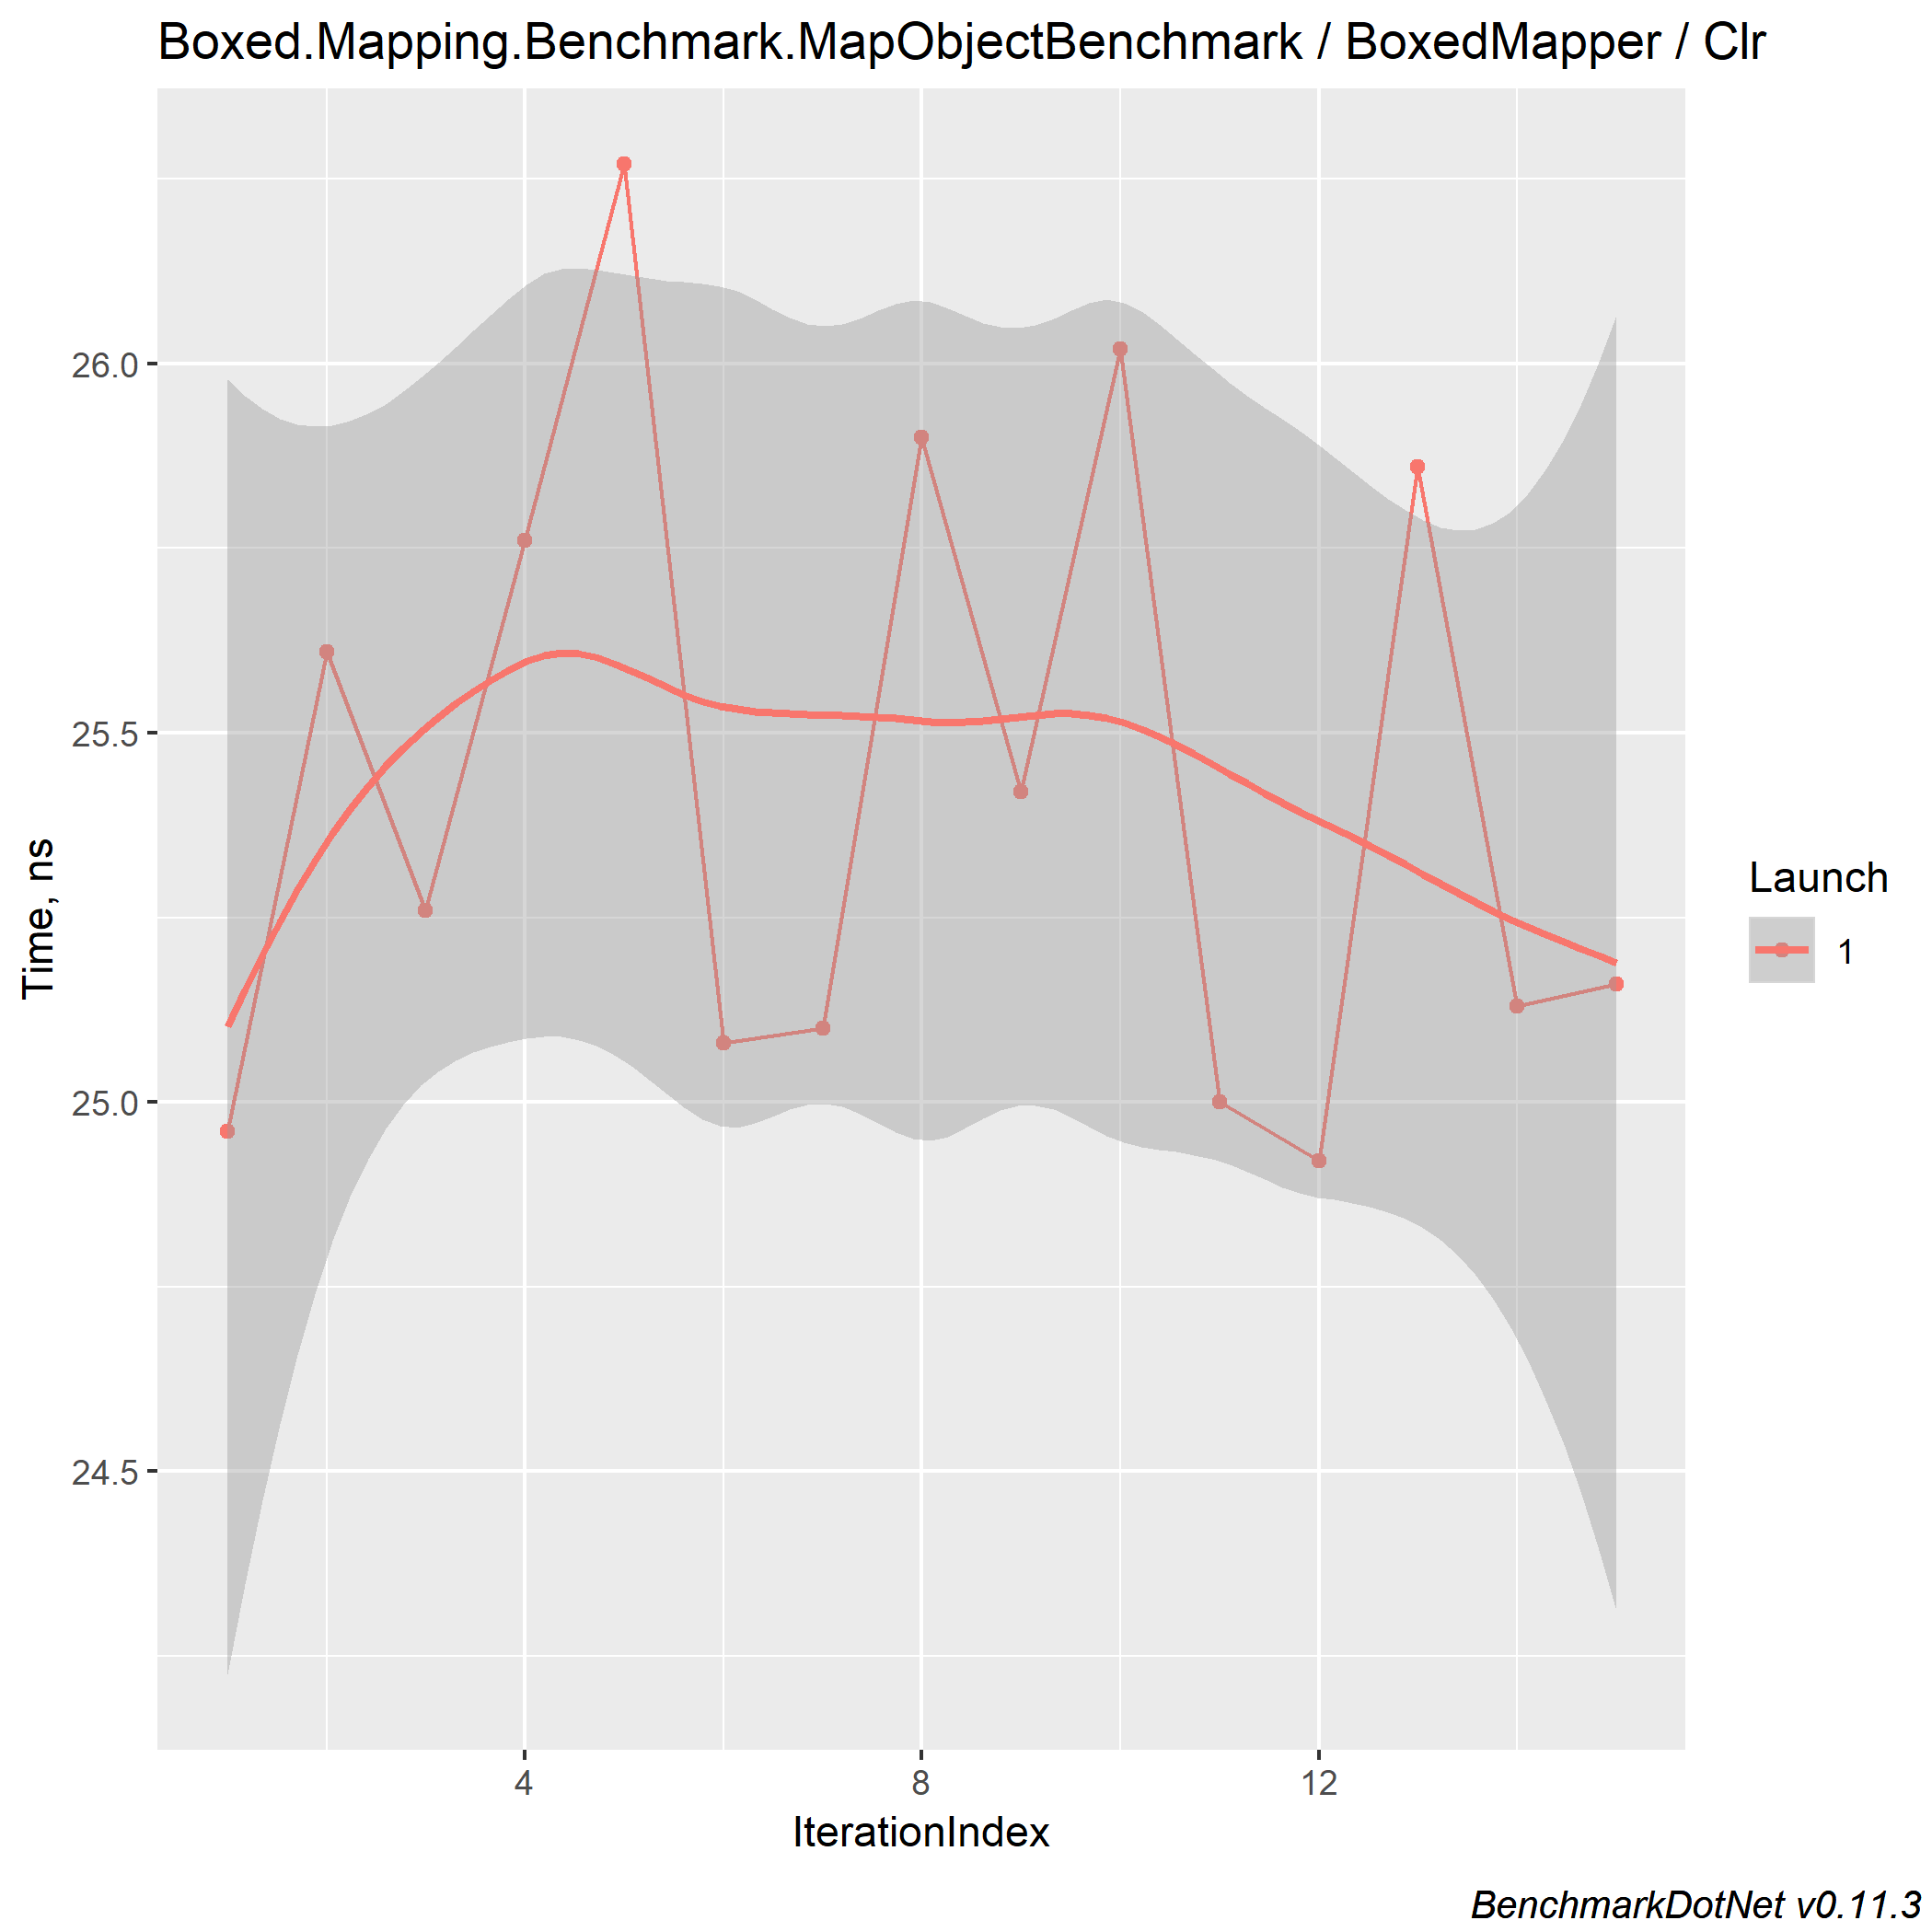 Boxed.Mapping.Benchmark.MapObjectBenchmark / BoxedMapper / Clr
26.0
25.5
25.0
24.5
Time, ns
4 8 12
IterationIndex
Launch
1
BenchmarkDotNet v0.11.3